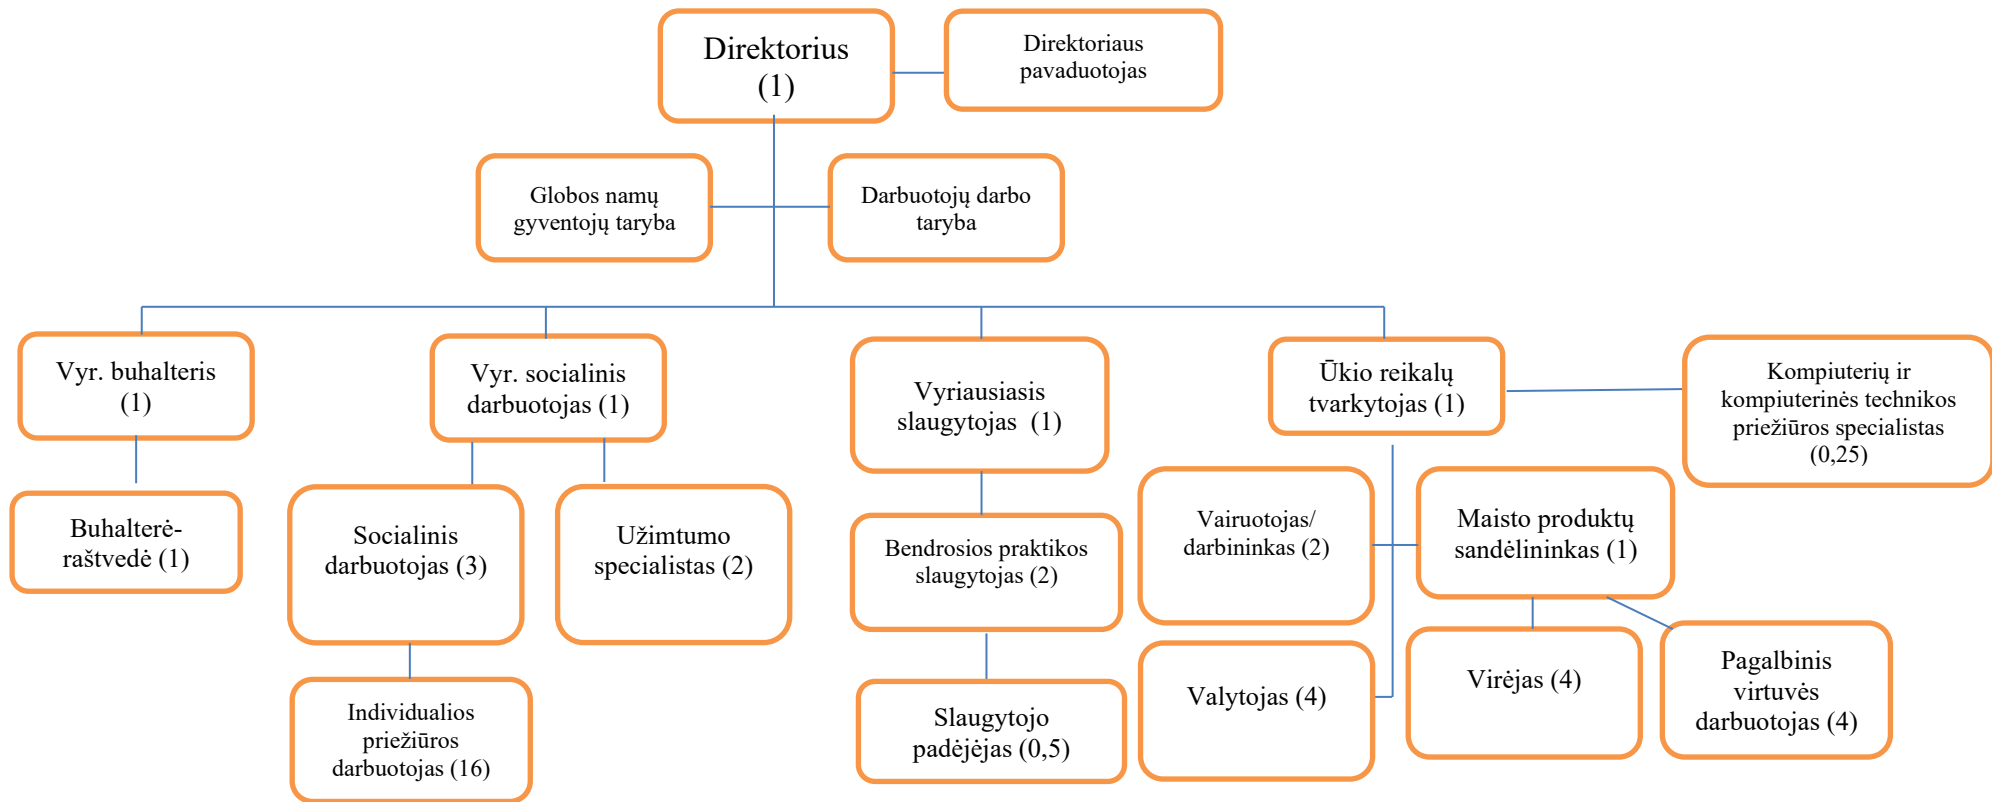 Direktorius
(1)
Direktoriaus
pavaduotojas
Globos namų
gyventojų taryba
Darbuotojų darbo
taryba
Vyr. buhalteris
(1)
Vyr. socialinis
darbuotojas (1)
Vyriausiasis
slaugytojas (1)
Ūkio reikalų
tvarkytojas (1)
Kompiuterių ir
kompiuterinės technikos
priežiūros specialistas
(0,25)
Buhalterė-
raštvedė (1)
Socialinis
darbuotojas (3)
Užimtumo
specialistas (2)
Bendrosios praktikos
slaugytojas (2)
Vairuotojas/
darbininkas (2)
Maisto produktų
sandėlininkas (1)
Individualios
priežiūros
darbuotojas (16)
Slaugytojo
padėjėjas (0,5)
Valytojas (4)
Virėjas (4)
Pagalbinis
virtuvės
darbuotojas (4)